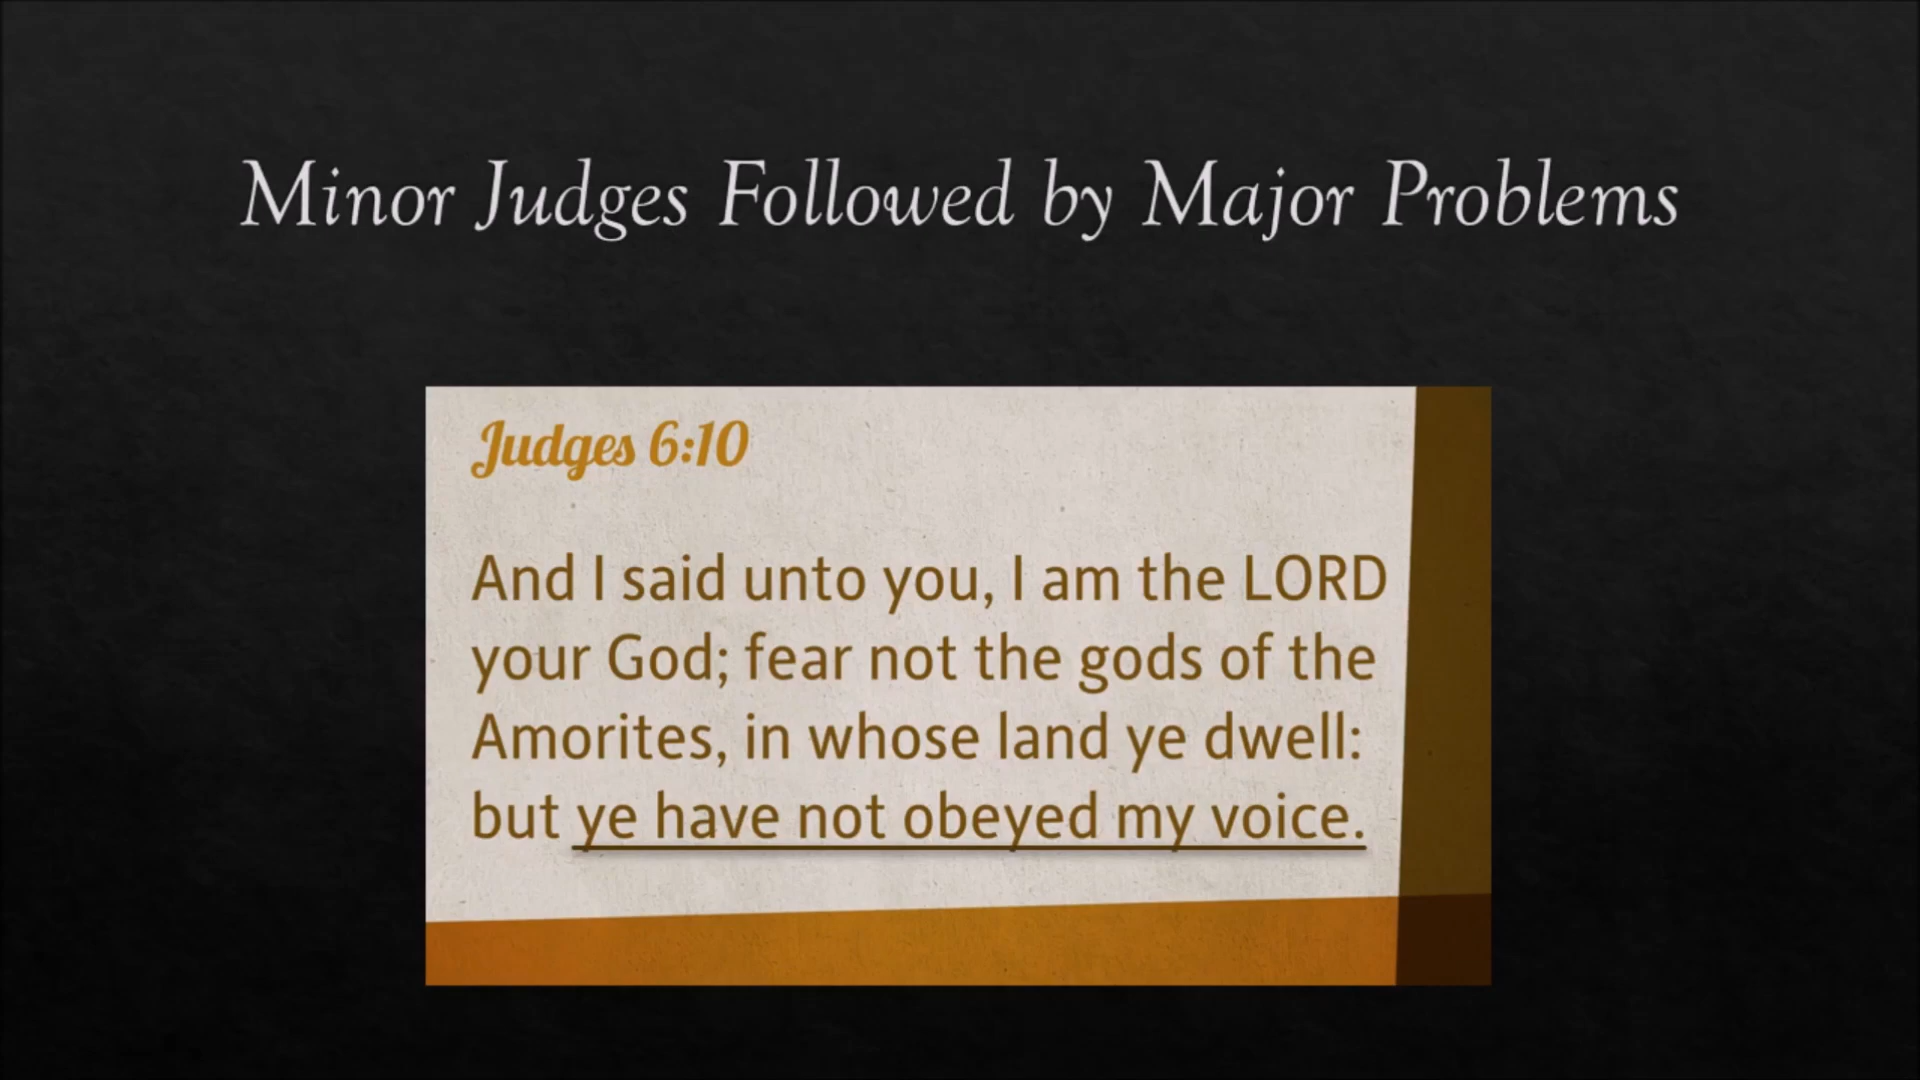 Minor Judges Followed by Major Problems
Judges 6:10
And I said unto you, I am the LORD
your God; fear not the gods of the
Amorites, in whose land ye dwell:
but ye have not obeyed my voice.